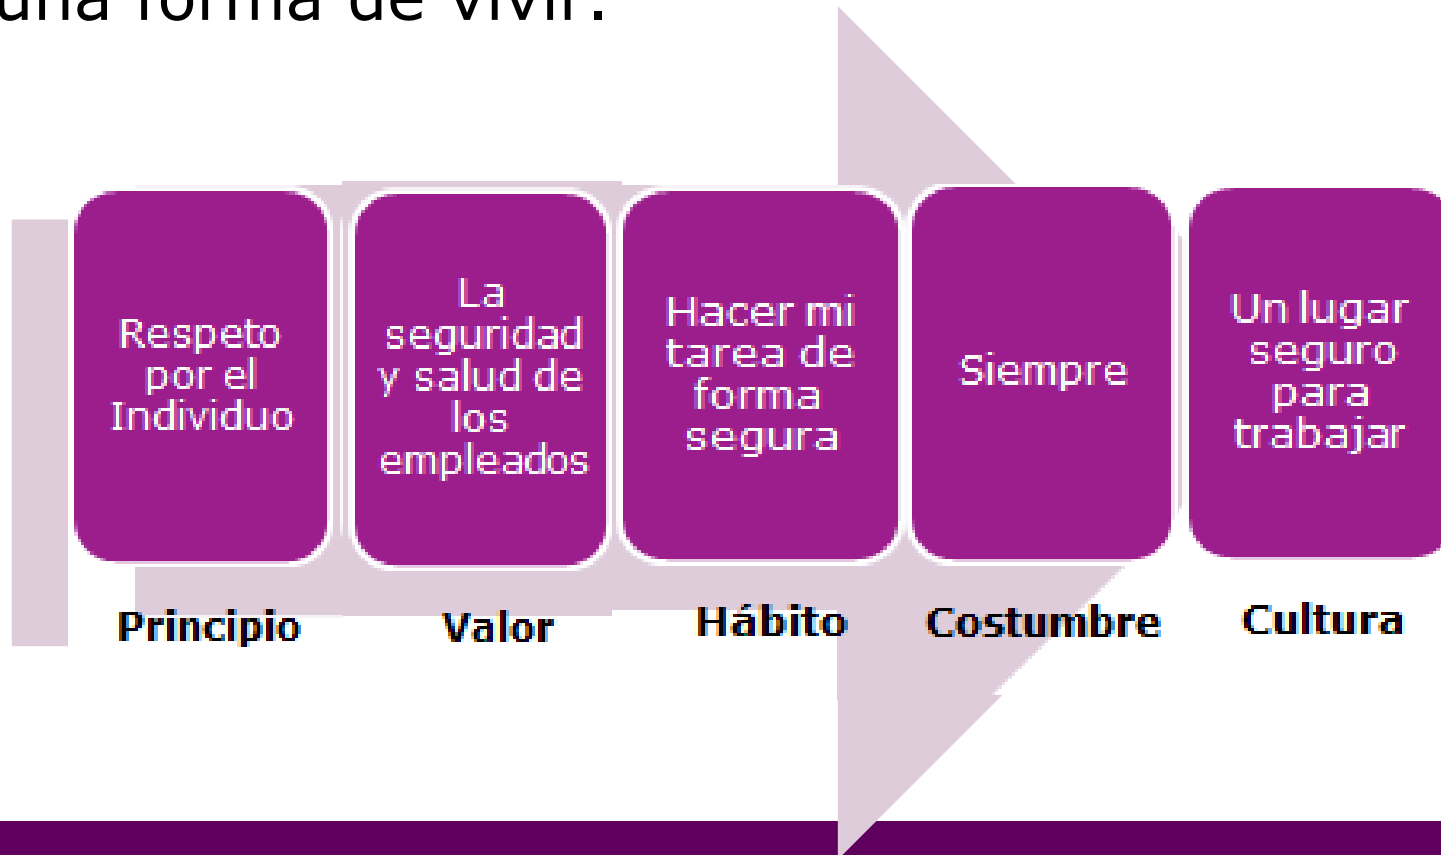 una forma de vivir.
Respeto
por el
Individuo
La
seguridad
y salud de
los
empleados
Hacer mi
tarea de
forma
segura
Siempre
Un lugar
seguro
para
trabajar
Principio
Valor
Hábito
Costumbre
Cultura